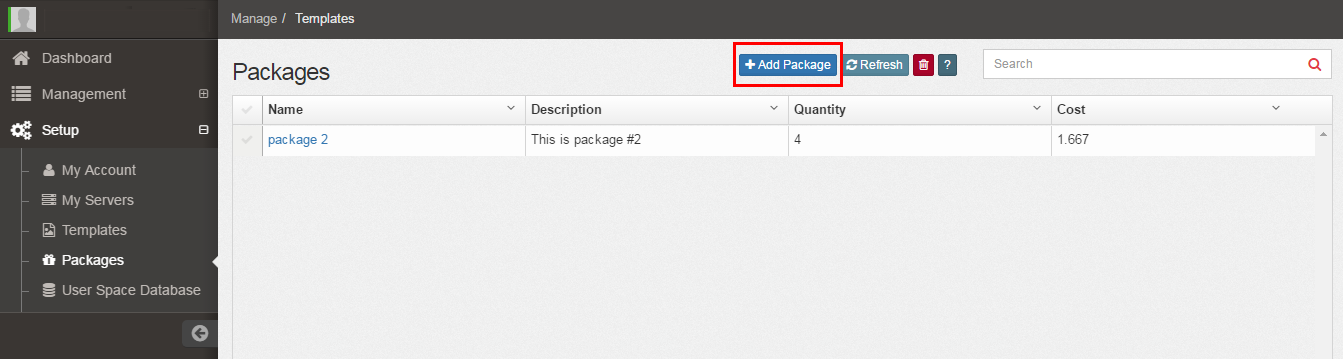 Manage / Templates
Dashboard
Management
Setup
My Account
My Servers
Templates
Packages
User Space Database
Packages
Add Package
Refresh
?
Search
Name Description Quantity Cost
package 2 This is package #2 4 1.667